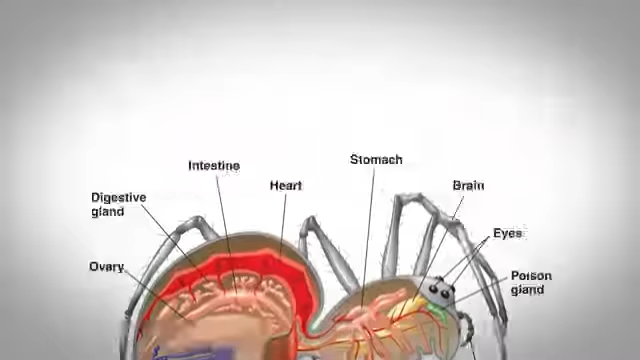 Stomach
Intestine
Heart
Brain
Digestive
gland
Eyes
Ovary
Poison
gland